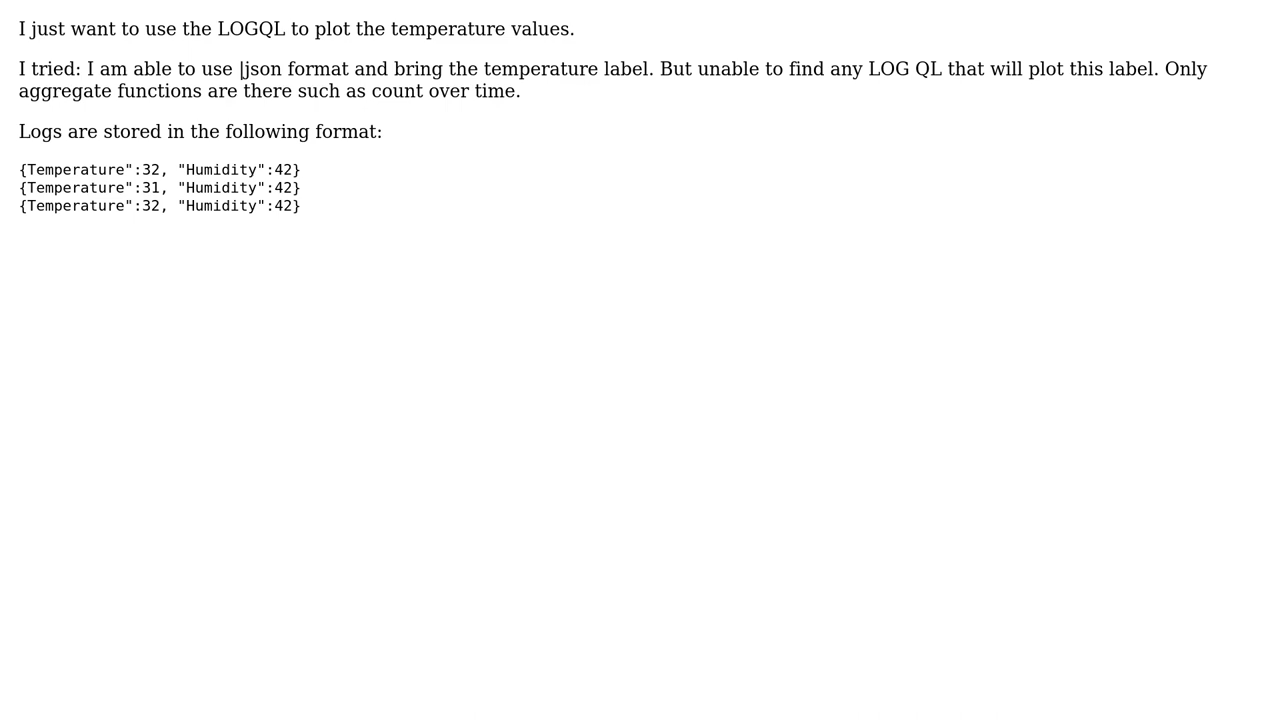 I just want to use the LOGQL to plot the temperature values.
I tried: I am able to use |json format and bring the temperature label. But unable to find any LOG QL that will plot this label. Only
aggregate functions are there such as count over time.
Logs are stored in the following format:
{Temperature":32, "Humidity":42}
{Temperature":31, "Humidity":42}
{Temperature":32, "Humidity":42}